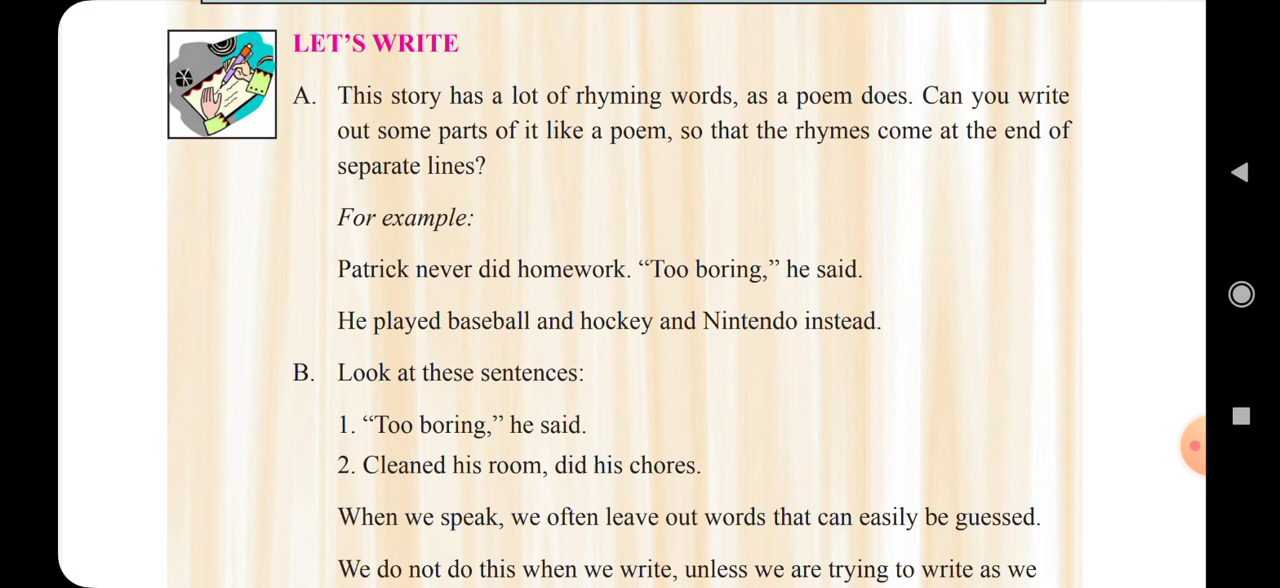 LET’S WRITE
A. This story has a lot of rhyming words, as a poem does. Can you write
out some parts of it like a poem, so that the rhymes come at the end of
separate lines?
For example:
Patrick never did homework. “Too boring,” he said.
He played baseball and hockey and Nintendo instead.
B. Look at these sentences:
1. “Too boring,” he said.
2. Cleaned his room, did his chores.
When we speak, we often leave out words that can easily be guessed.
We do not do this when we write, unless we are trying to write as we